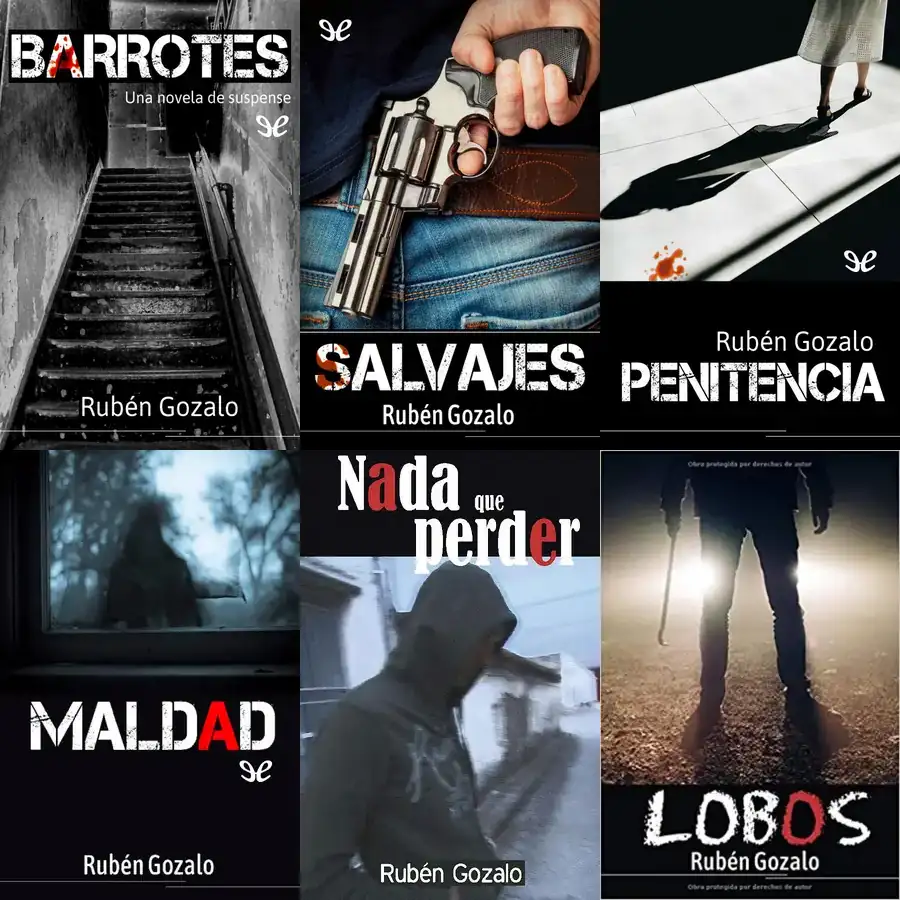 BARROTES
Una novela de suspense
Rubén Gozalo
SALVAJES
Rubén Gozalo
Rubén Gozalo
PENITENCIA
MALDAD
Rubén Gozalo
Nada
que
perder
Rubén Gozalo
Obra protegida por derechos de autor
LOBOS
Rubén Gozalo
Obra protegida por derechos de autor